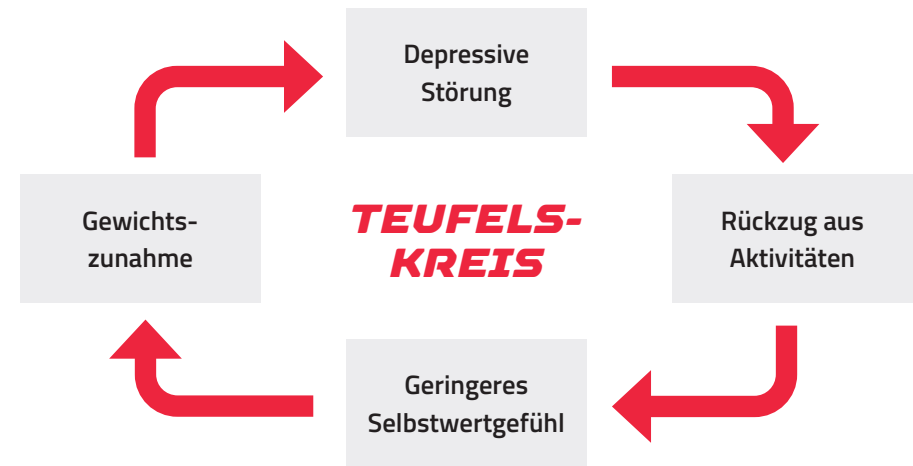 Depressive
Störung
Gewichts-
zunahme
TEUFELS-
KREIS
Rückzug aus
Aktivitäten
Geringeres
Selbstwertgefühl